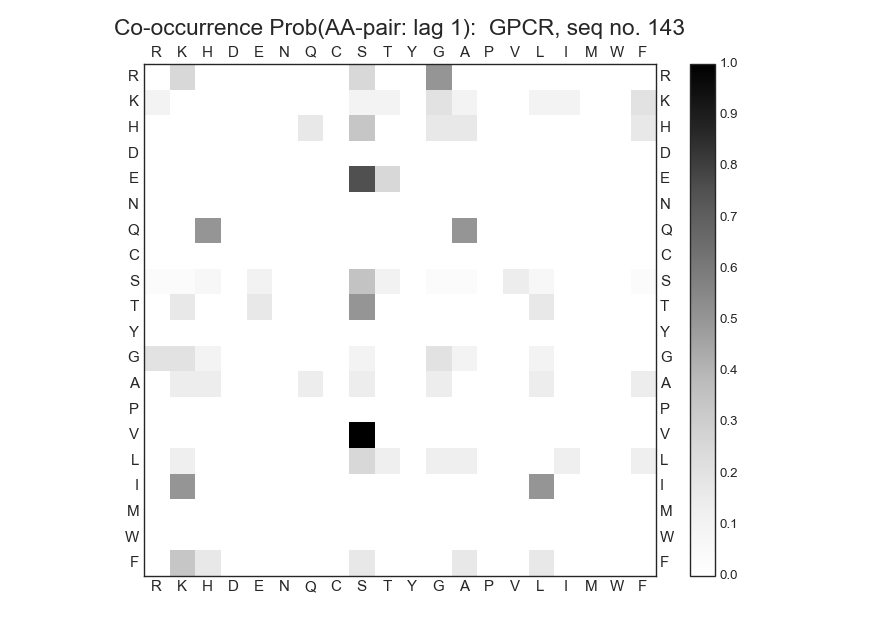 Co-occurrence Prob(AA-pair: lag 1):  GPCR, seq no. 143
R K H D E N Q C S T Y G A P V L I M W F
1.0
R R
0.9
K K
H H
0.8
D D
E E
0.7
N N
Q Q
0.6
C C
S S
0.5
T T
Y Y
0.4
G G
A A
0.3
P P
V V
0.2
L L
I I
0.1
M M
W W
F F
0.0
R K H D E N Q C S T Y G A P V L I M W F